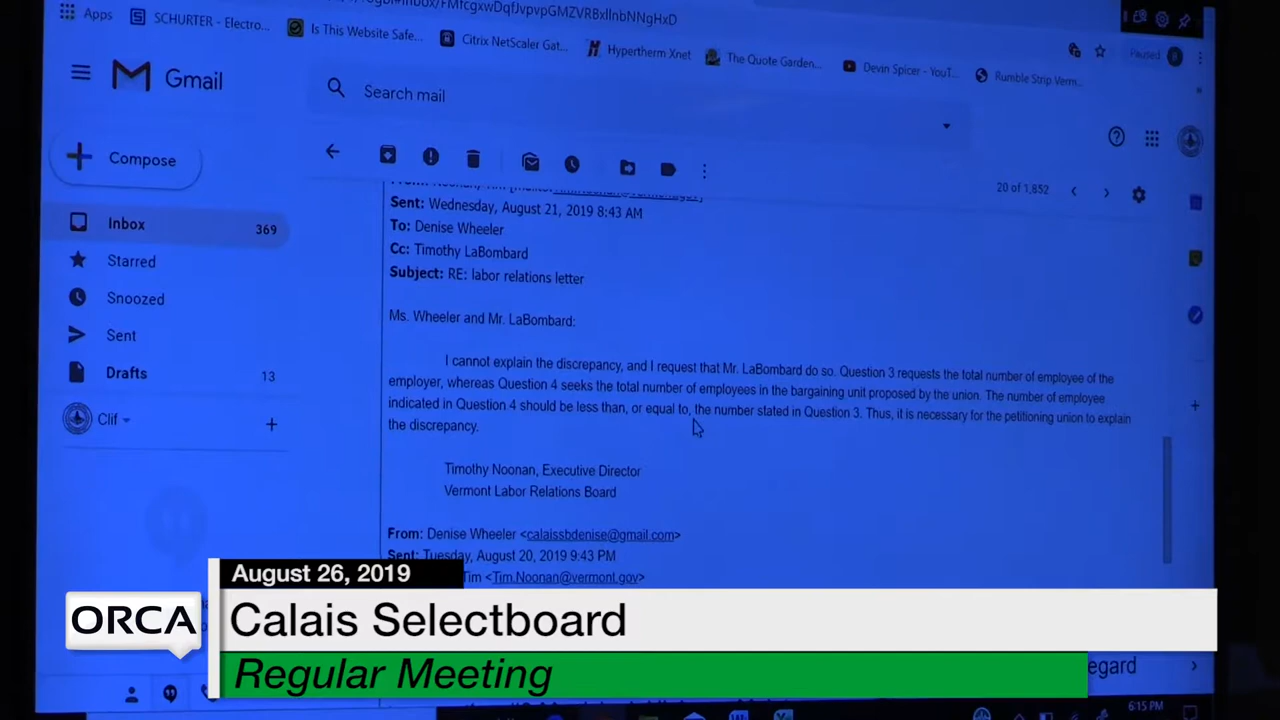 Apps
SCHURTER - Electro...
Is This Website Safe...
Citrix NetScaler Gat...
Hypertherm Xnet
The Quote Garden...
Devin Spicer - YouT...
Rumble Strip Verm...
Paused
Gmail
Search mail
Compose
20 of 1,852
Inbox 369
Starred
Snoozed
Sent
Drafts 13
Clif
Sent: Wednesday, August 21, 2019 8:43 AM
To: Denise Wheeler
Cc: Timothy LaBombard
Subject: RE: labor relations letter
Ms. Wheeler and Mr. LaBombard:
I cannot explain the discrepancy, and I request that Mr. LaBombard do so. Question 3 requests the total number of employee of the
employer, whereas Question 4 seeks the total number of employees in the bargaining unit proposed by the union. The number of employee
indicated in Question 4 should be less than, or equal to, the number stated in Question 3. Thus, it is necessary for the petitioning union to explain
the discrepancy.
Timothy Noonan, Executive Director
Vermont Labor Relations Board
From: Denise Wheeler <calaissbdenise@gmail.com>
Sent: Tuesday, August 20, 2019 9:43 PM
Tim <Tim.Noonan@vermont.gov>
August 26, 2019
ORCA
Calais Selectboard
Regular Meeting
egard
6:15 PM